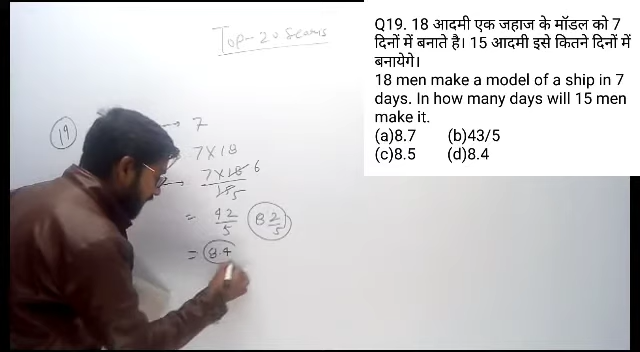 Top-20 Sears
Q19. 18 आदमी एक जहाज के मॉडल को 7
दिनों में बनाते है। 15 आदमी इसे कितने दिनों में
बनायेगे।
18 men make a model of a ship in 7
days. In how many days will 15 men
make it.
(a)8.7 (b)43/5
(c)8.5 (d)8.4
19
→ 7
7×18
→ 7×18 6
15 5
= 42/5 8 2/5
= 8.4